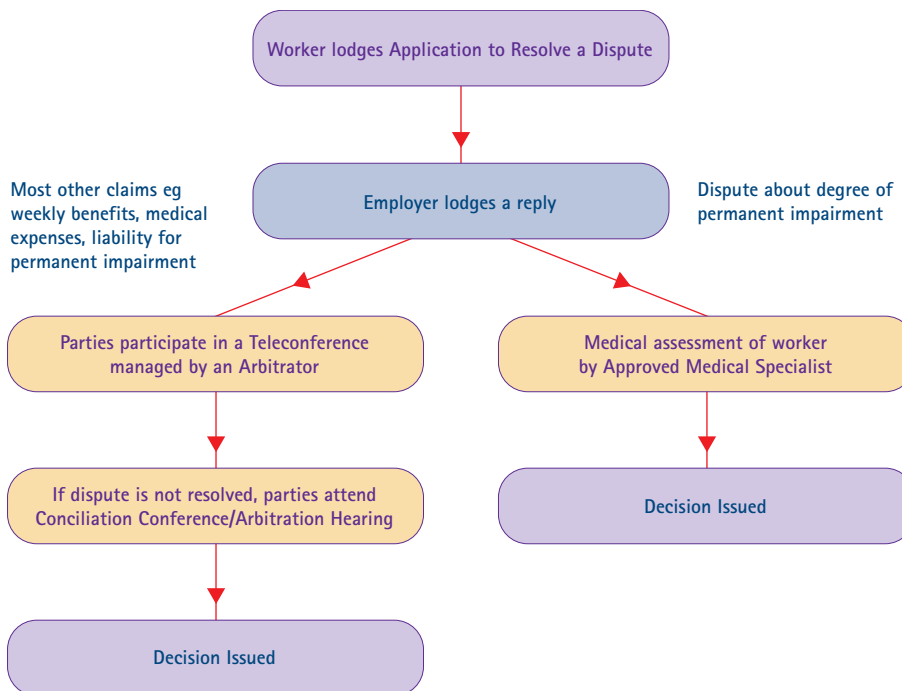 Worker lodges Application to Resolve a Dispute
Most other claims eg
weekly benefits, medical
expenses, liability for
permanent impairment
Employer lodges a reply
Dispute about degree of
permanent impairment
Parties participate in a Teleconference
managed by an Arbitrator
Medical assessment of worker
by Approved Medical Specialist
If dispute is not resolved, parties attend
Conciliation Conference/Arbitration Hearing
Decision Issued
Decision Issued